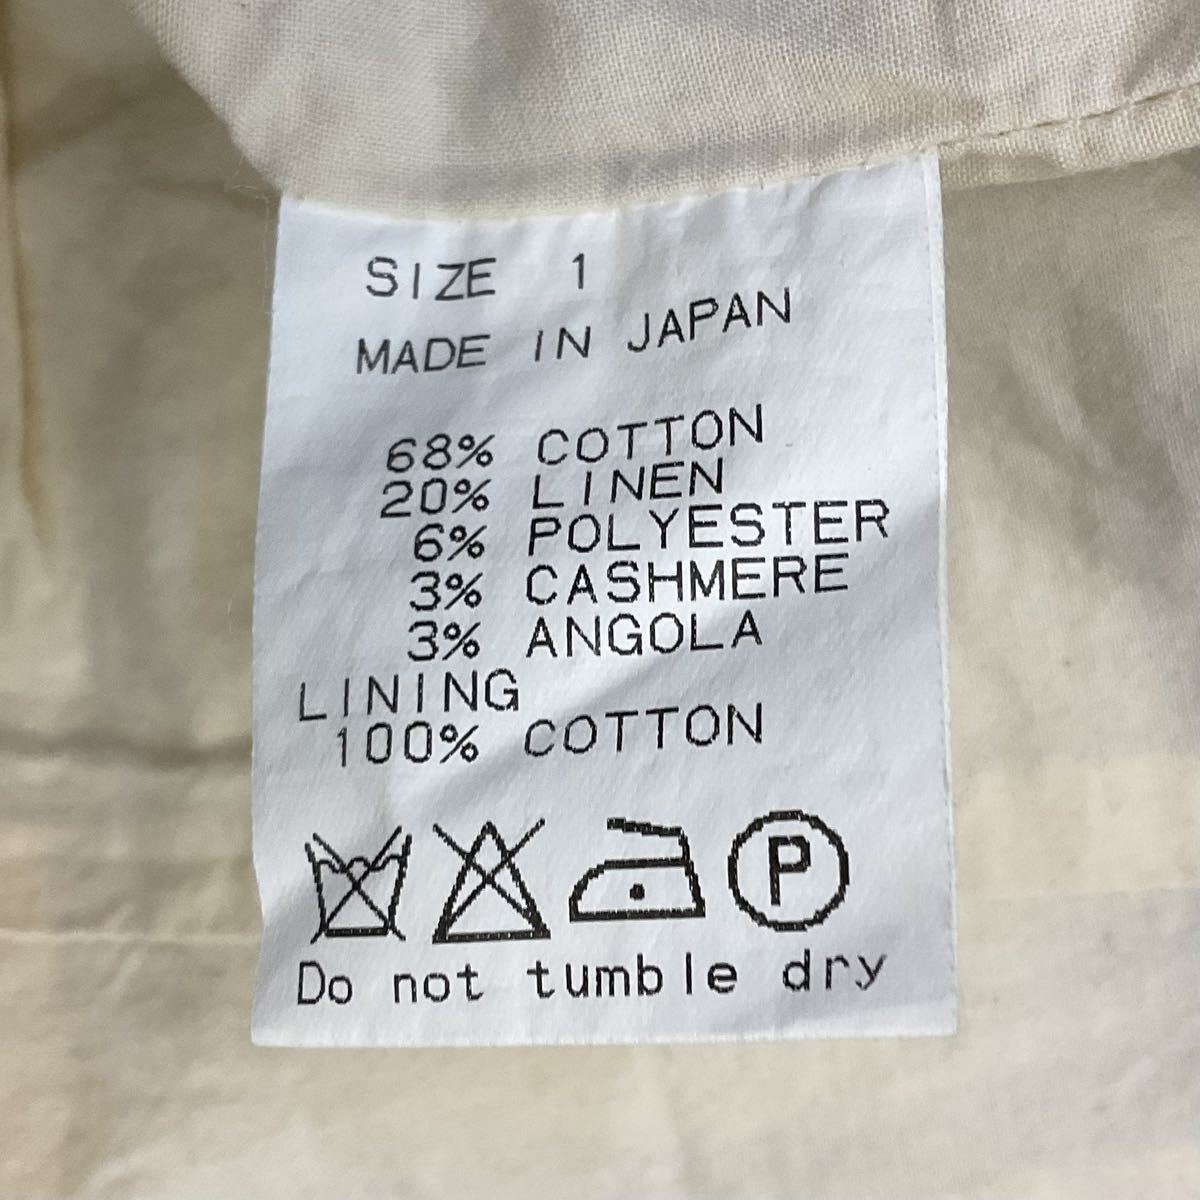 SIZE 1
MADE IN JAPAN
68% COTTON
20% LINEN
6% POLYESTER
3% CASHMERE
3% ANGOLA
LINING
100% COTTON
P
Do not tumble dry